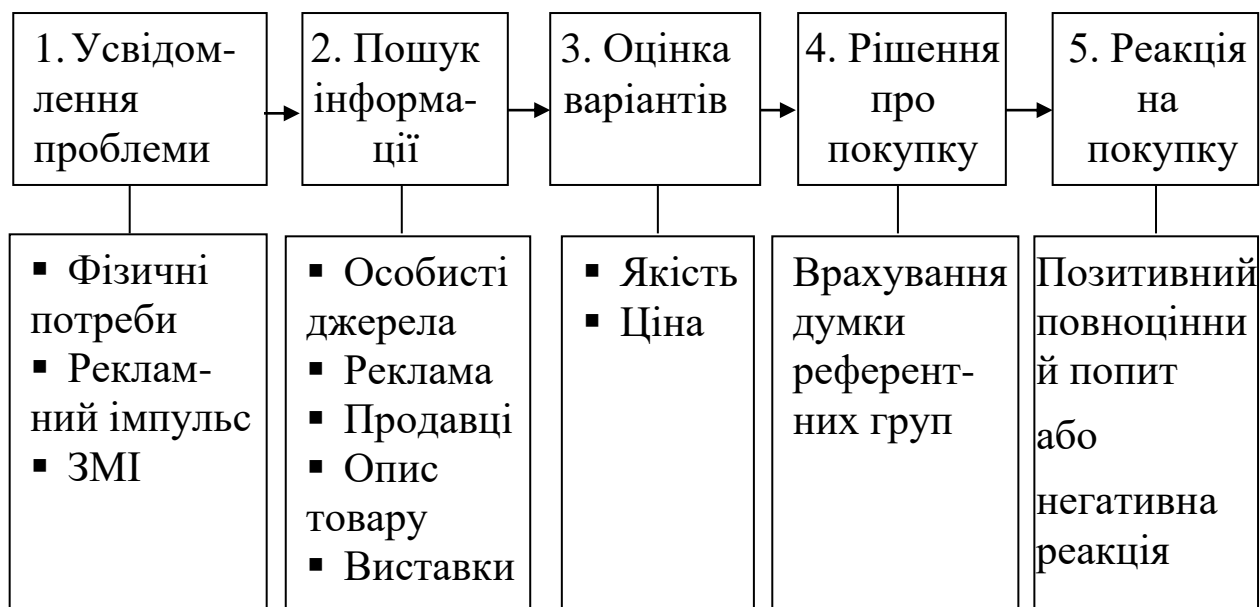 1. Усвідом-
лення
проблеми
2. Пошук
інформа-
ції
3. Оцінка
варіантів
4. Рішення
про
покупку
5. Реакція
на
покупку
▪ Фізичні
потреби
▪ Реклам-
ний імпульс
▪ ЗМІ
▪ Особисті
джерела
▪ Реклама
▪ Продавці
▪ Опис
товару
▪ Виставки
▪ Якість
▪ Ціна
Врахування
думки
референт-
них груп
Позитивний
повноцінни
й попит
або
негативна
реакція